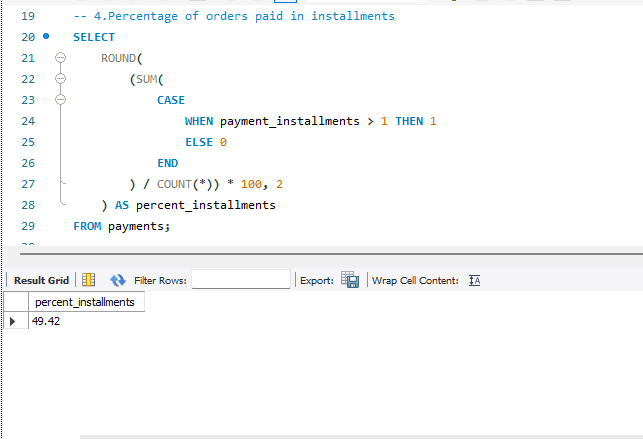 19 -- 4.Percentage of orders paid in installments
20 SELECT
21 ROUND(
22 (SUM(
23 CASE
24 WHEN payment_installments > 1 THEN 1
25 ELSE 0
26 END
27 ) / COUNT(*)) * 100, 2
28 ) AS percent_installments
29 FROM payments;
Result Grid Filter Rows: Export: Wrap Cell Content: IA
percent_installments
49.42